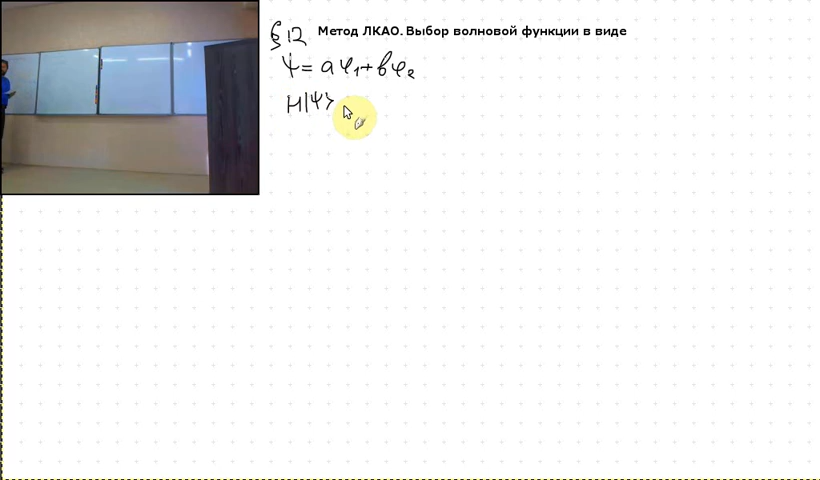 §12 Метод ЛКАО. Выбор волновой функции в виде
Ψ = aφ₁ + bφ₂
H|Ψ>